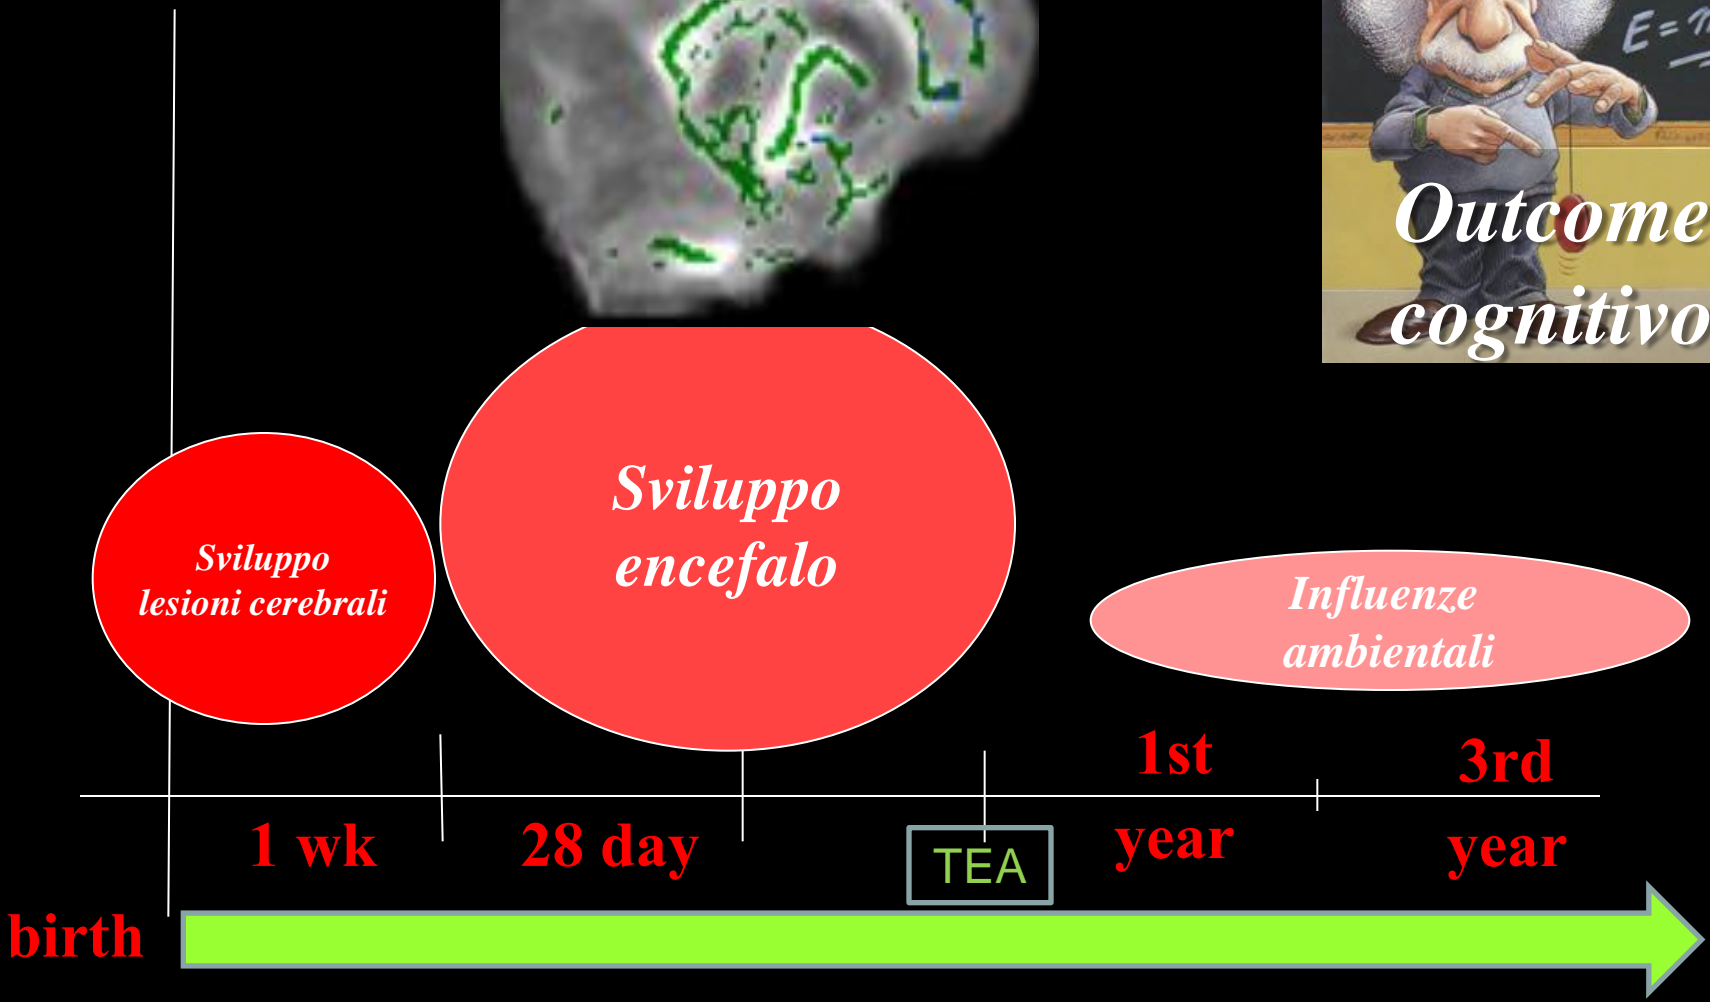 E =
Outcome
cognitivo
Sviluppo
encefalo
Sviluppo
lesioni cerebrali
Influenze
ambientali
1st
year
3rd
year
1 wk
28 day
TEA
birth